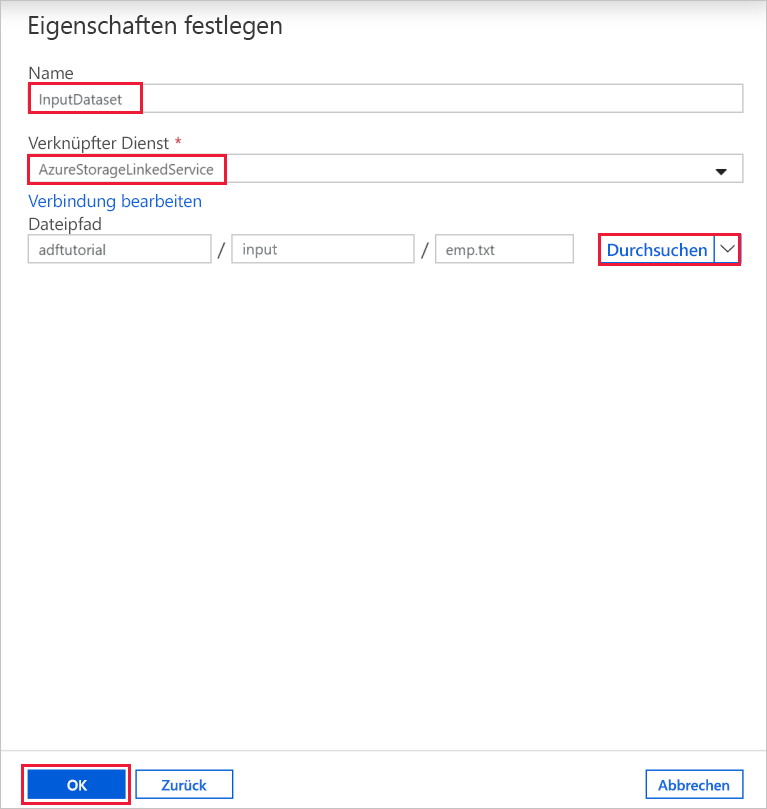 Eigenschaften festlegen
Name
InputDataset
Verknüpfter Dienst *
AzureStorageLinkedService
Verbindung bearbeiten
Dateipfad
adftutorial / input / emp.txt Durchsuchen
OK Zurück Abbrechen